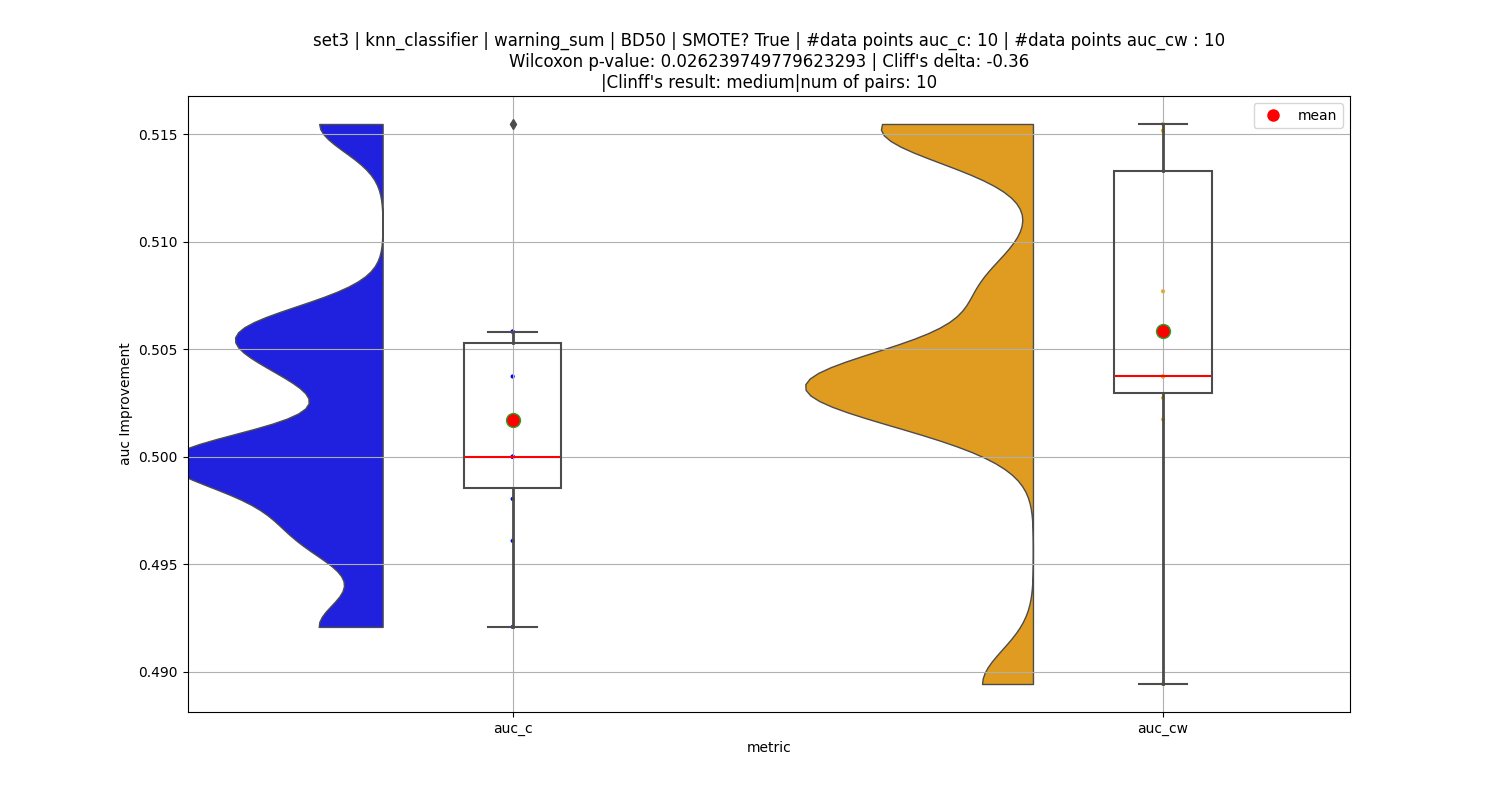 set3 | knn_classifier | warning_sum | BD50 | SMOTE? True | #data points auc_c: 10 | #data points auc_cw : 10
Wilcoxon p-value: 0.026239749779623293 | Cliff's delta: -0.36
|Clinff's result: medium|num of pairs: 10
mean
0.515
0.510
0.505
0.500
0.495
0.490
auc Improvement
auc_c
auc_cw
metric